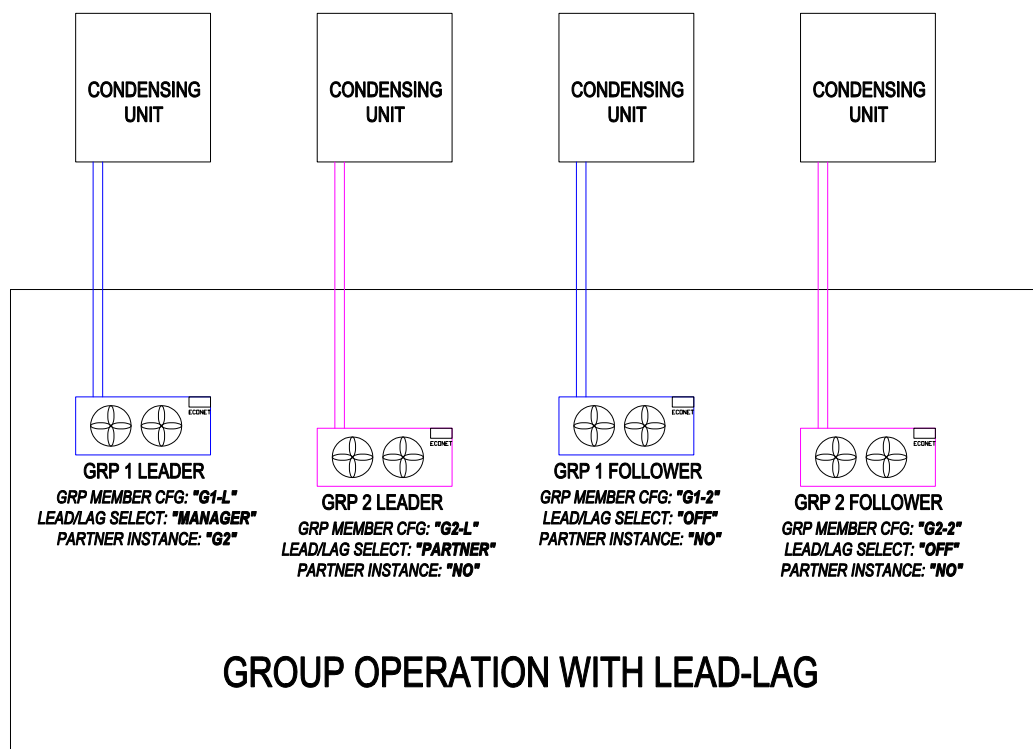 CONDENSING
UNIT
CONDENSING
UNIT
CONDENSING
UNIT
CONDENSING
UNIT
ECONET
GRP 1 LEADER
GRP MEMBER CFG: "G1-L"
LEAD/LAG SELECT: "MANAGER"
PARTNER INSTANCE: "G2"
ECONET
GRP 2 LEADER
GRP MEMBER CFG: "G2-L"
LEAD/LAG SELECT: "PARTNER"
PARTNER INSTANCE: "NO"
ECONET
GRP 1 FOLLOWER
GRP MEMBER CFG: "G1-2"
LEAD/LAG SELECT: "OFF"
PARTNER INSTANCE: "NO"
ECONET
GRP 2 FOLLOWER
GRP MEMBER CFG: "G2-2"
LEAD/LAG SELECT: "OFF"
PARTNER INSTANCE: "NO"
GROUP OPERATION WITH LEAD-LAG